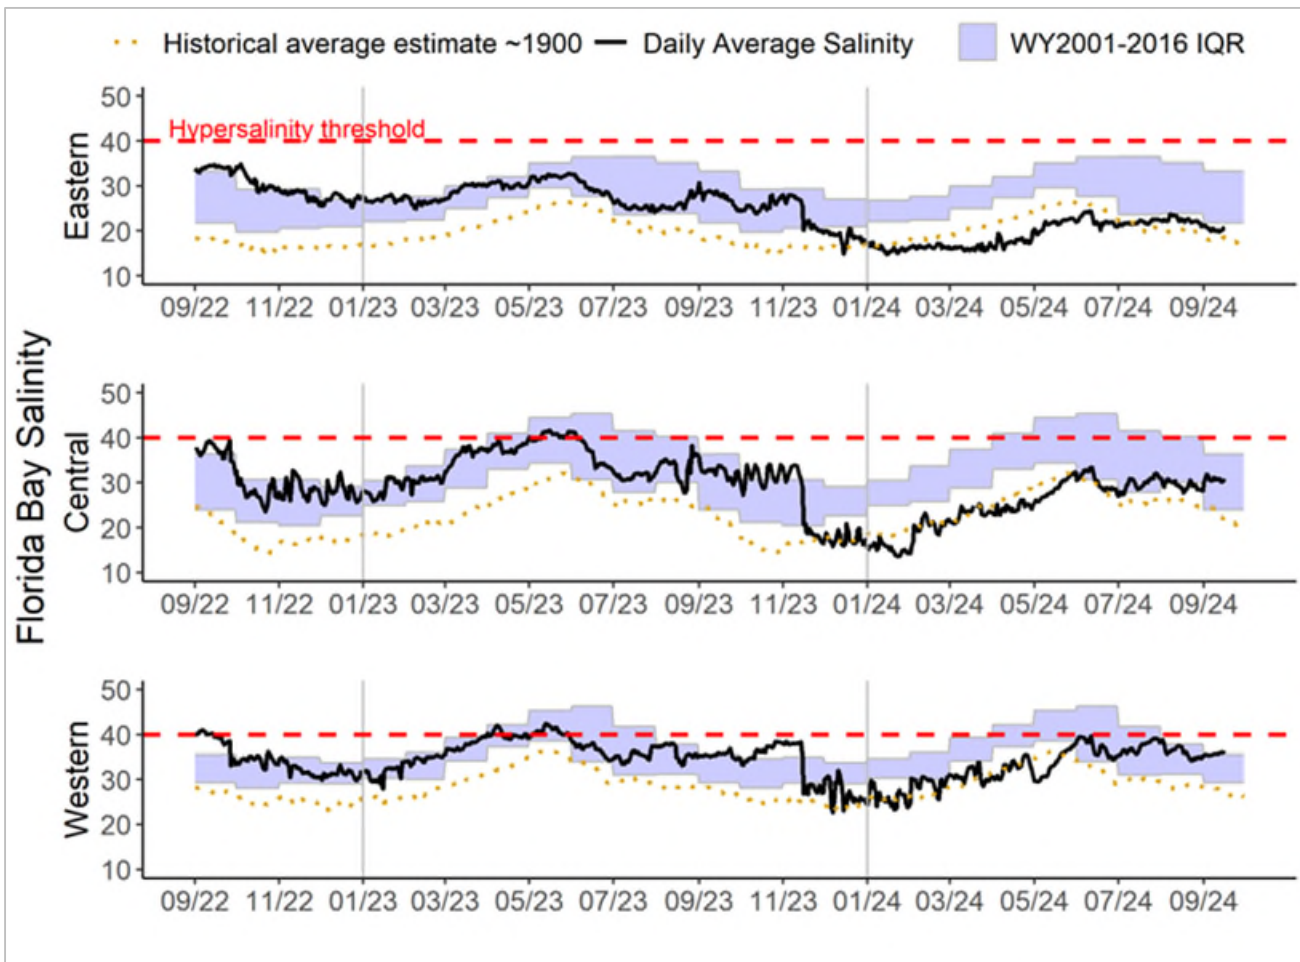 Historical average estimate ~1900 Daily Average Salinity WY2001-2016 IQR
Florida Bay Salinity
Eastern
50
40
30
20
10
Hypersalinity threshold
09/22 11/22 01/23 03/23 05/23 07/23 09/23 11/23 01/24 03/24 05/24 07/24 09/24
Central
50
40
30
20
10
09/22 11/22 01/23 03/23 05/23 07/23 09/23 11/23 01/24 03/24 05/24 07/24 09/24
Western
50
40
30
20
10
09/22 11/22 01/23 03/23 05/23 07/23 09/23 11/23 01/24 03/24 05/24 07/24 09/24